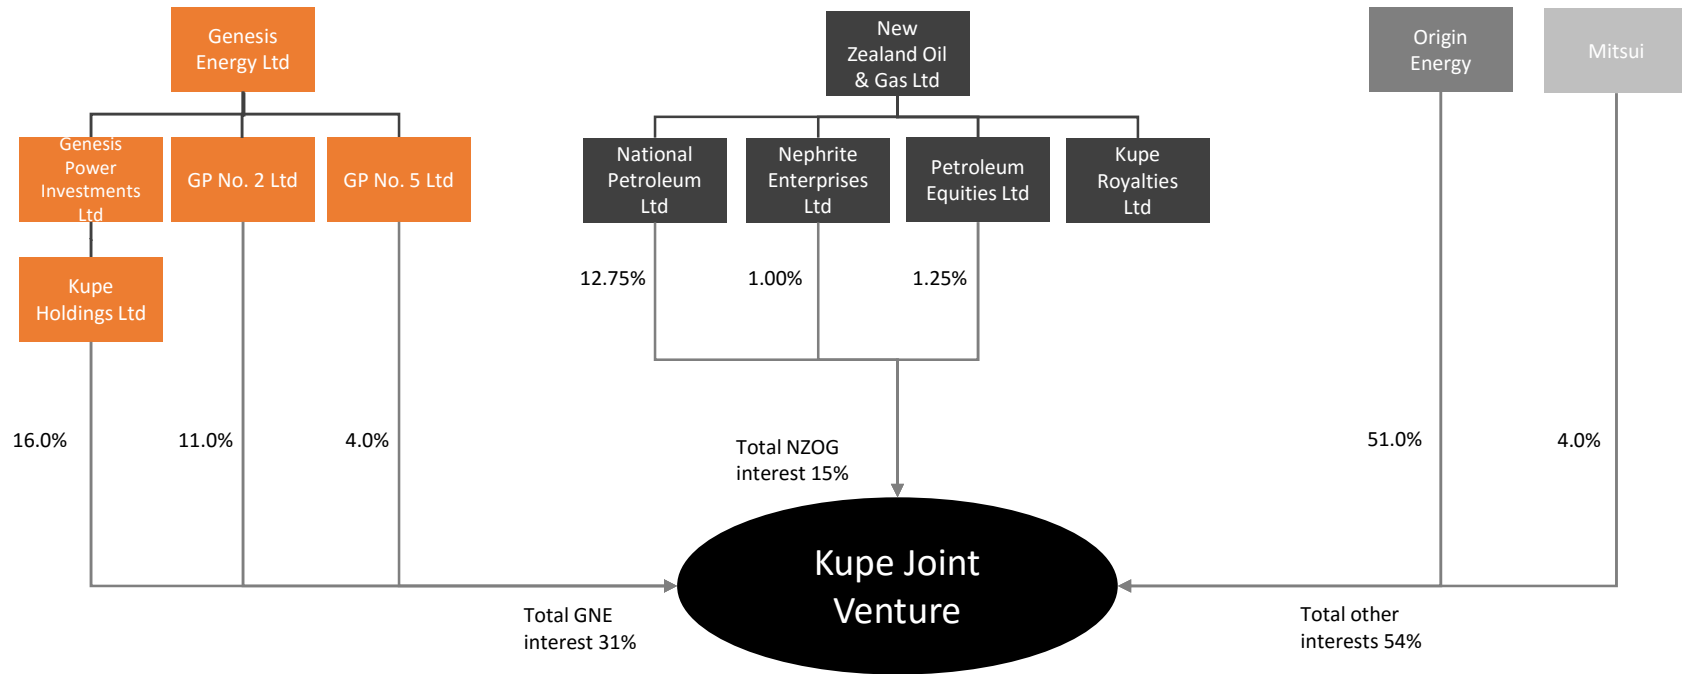 Genesis
Energy Ltd
New
Zealand Oil
& Gas Ltd
Origin
Energy
Mitsui
Genesis
Power
Investments
Ltd
GP No. 2 Ltd
GP No. 5 Ltd
National
Petroleum
Ltd
Nephrite
Enterprises
Ltd
Petroleum
Equities Ltd
Kupe
Royalties
Ltd
Kupe
Holdings Ltd
12.75%
1.00%
1.25%
16.0%
11.0%
4.0%
Total NZOG
interest 15%
51.0%
4.0%
Kupe Joint
Venture
Total GNE
interest 31%
Total other
interests 54%